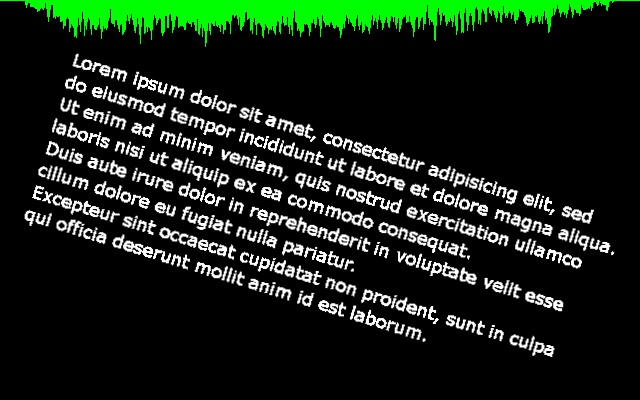 Lorem ipsum dolor sit amet, consectetur adipisicing elit, sed
do eiusmod tempor incididunt ut labore et dolore magna aliqua.
Ut enim ad minim veniam, quis nostrud exercitation ullamco
laboris nisi ut aliquip ex ea commodo consequat.
Duis aute irure dolor in reprehenderit in voluptate velit esse
cillum dolore eu fugiat nulla pariatur.
Excepteur sint occaecat cupidatat non proident, sunt in culpa
qui officia deserunt mollit anim id est laborum.